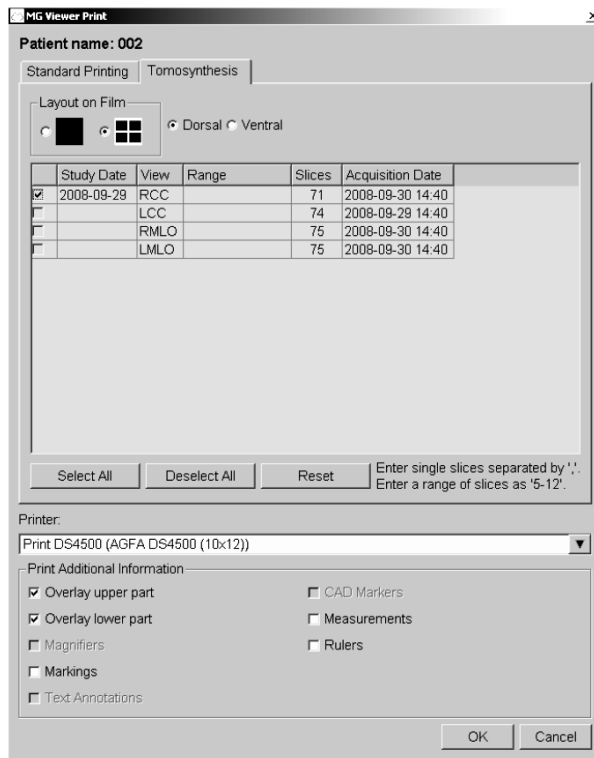 MG Viewer Print
Patient name: 002
Standard Printing Tomosynthesis
Layout on Film
Dorsal Ventral
Study Date View Range Slices Acquisition Date
2008-09-29 RCC 71 2008-09-30 14:40
LCC 74 2008-09-29 14:40
RMLO 75 2008-09-30 14:40
LMLO 75 2008-09-30 14:40
Select All Deselect All Reset Enter single slices separated by ','.
Enter a range of slices as '5-12'.
Printer:
Print DS4500 (AGFA DS4500 (10x12))
Print Additional Information
Overlay upper part CAD Markers
Overlay lower part Measurements
Magnifiers Rulers
Markings
Text Annotations
OK Cancel